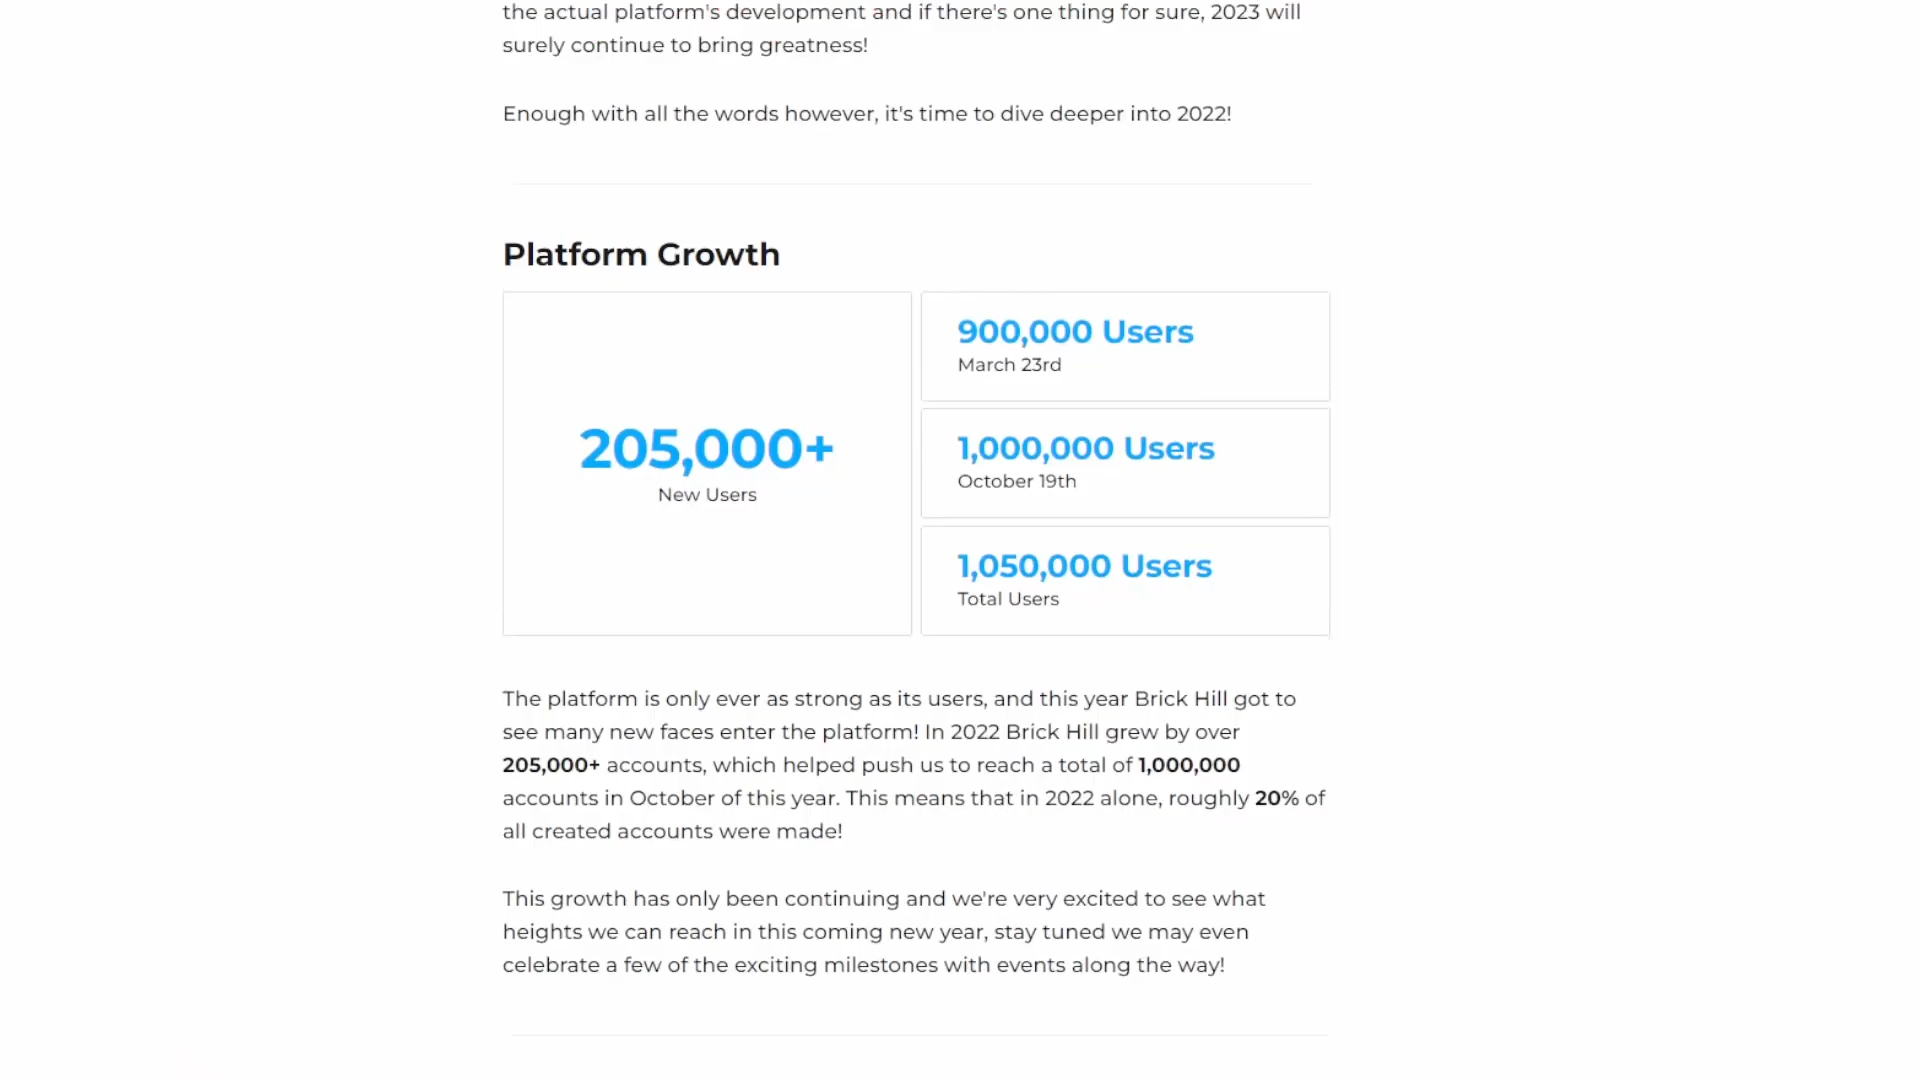 the actual platform's development and if there's one thing for sure, 2023 will
surely continue to bring greatness!
Enough with all the words however, it's time to dive deeper into 2022!
Platform Growth
205,000+
New Users
900,000 Users
March 23rd
1,000,000 Users
October 19th
1,050,000 Users
Total Users
The platform is only ever as strong as its users, and this year Brick Hill got to
see many new faces enter the platform! In 2022 Brick Hill grew by over
205,000+ accounts, which helped push us to reach a total of 1,000,000
accounts in October of this year. This means that in 2022 alone, roughly 20% of
all created accounts were made!
This growth has only been continuing and we're very excited to see what
heights we can reach in this coming new year, stay tuned we may even
celebrate a few of the exciting milestones with events along the way!